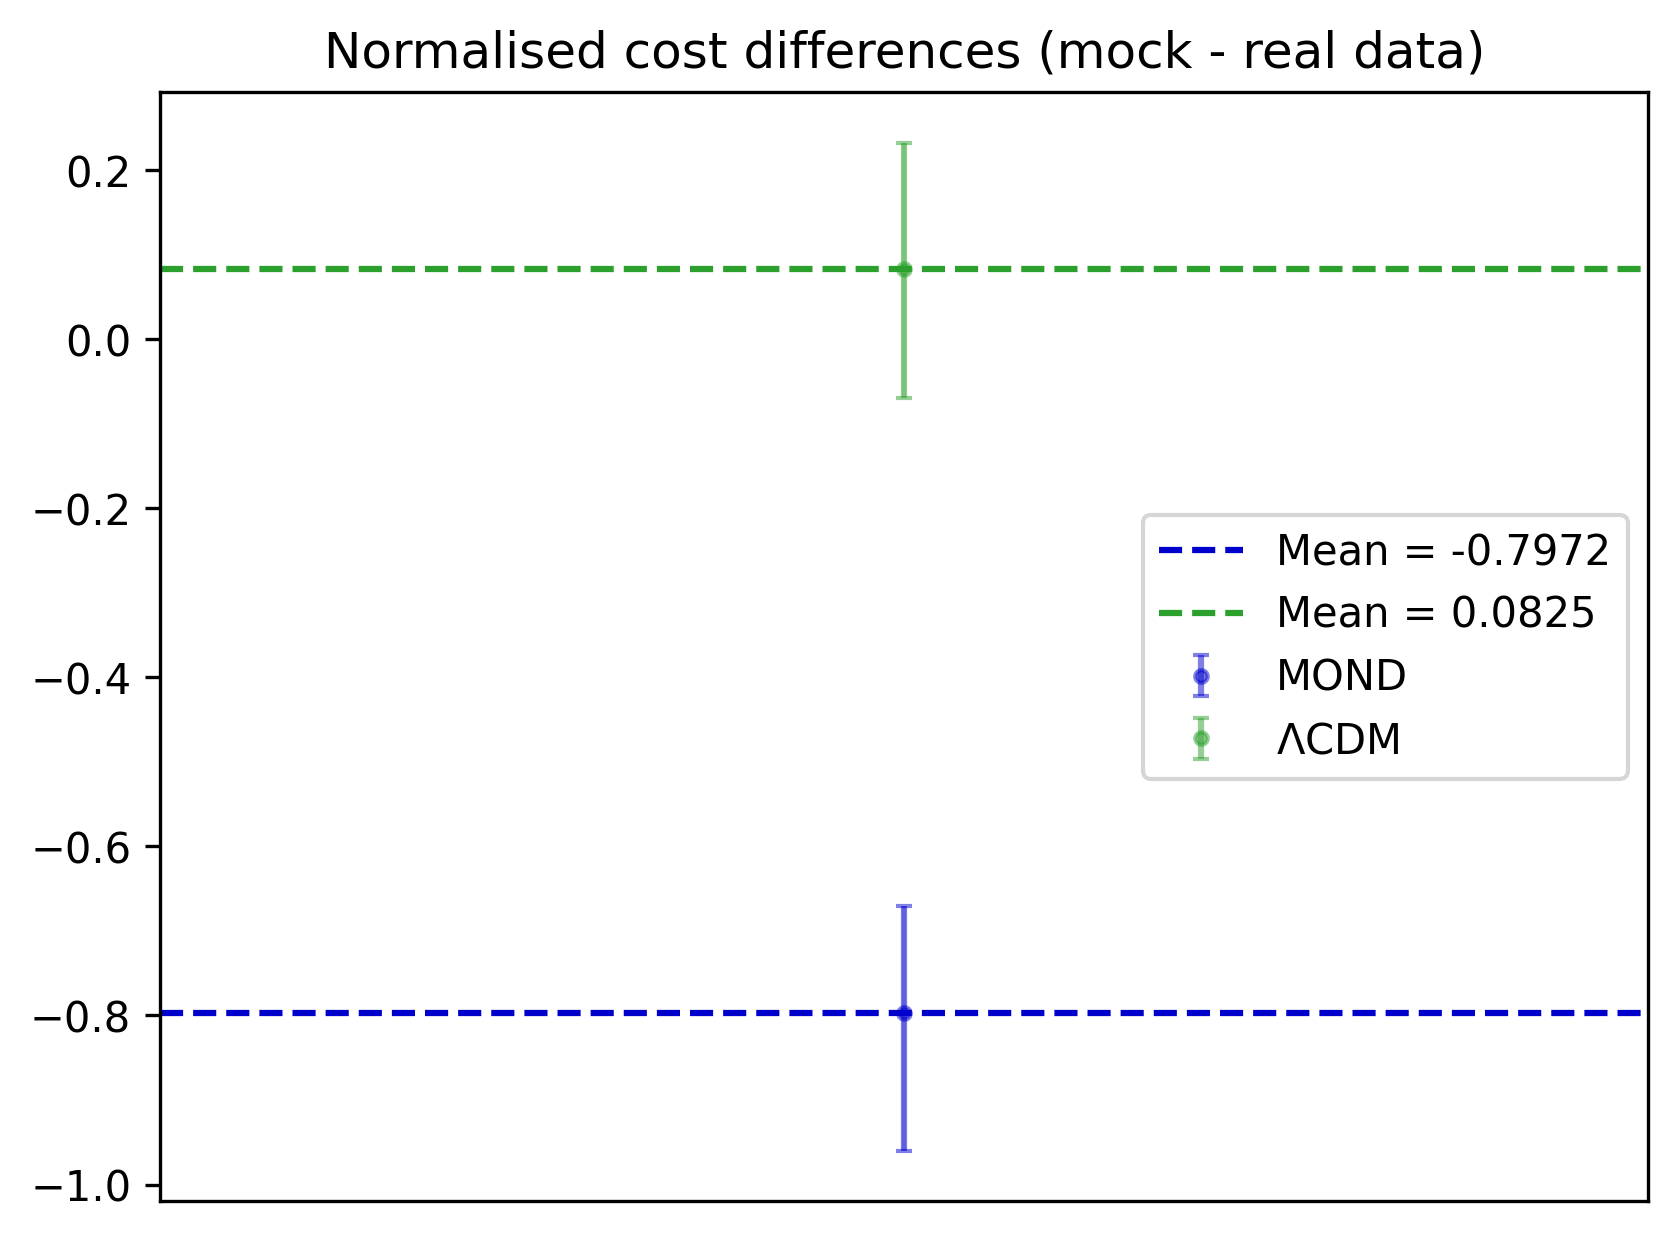 Normalised cost differences (mock - real data)
0.2
0.0
−0.2
−0.4
−0.6
−0.8
−1.0
Mean = -0.7972
Mean = 0.0825
MOND
ΛCDM